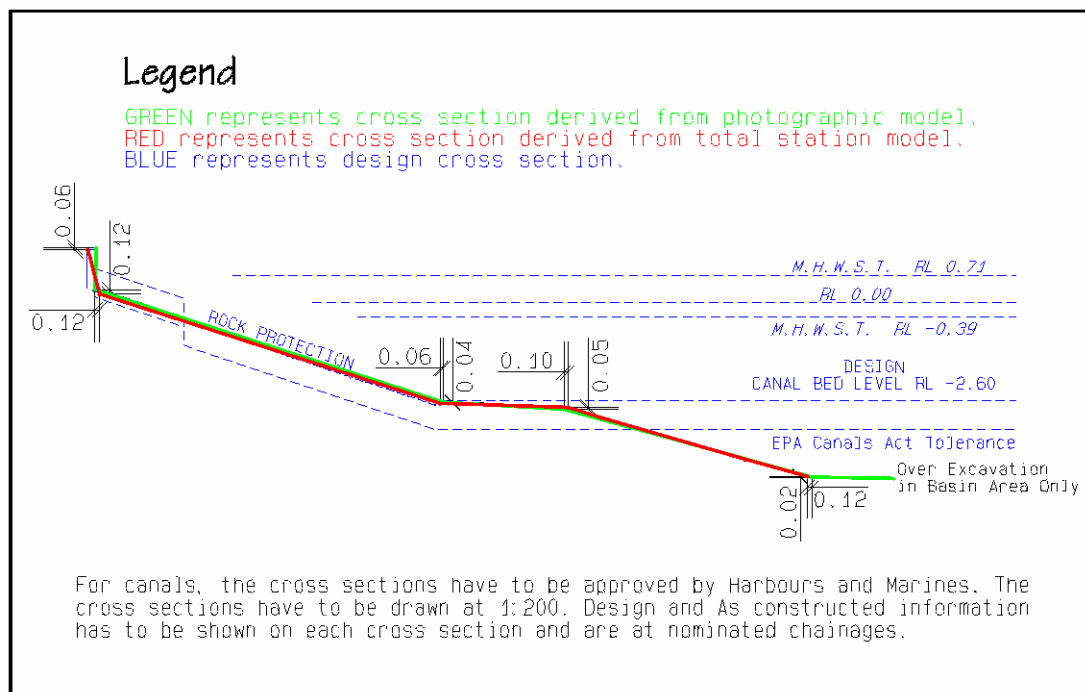 Legend
GREEN represents cross section derived from photographic model.
RED represents cross section derived from total station model.
BLUE represents design cross section.
0.06
0.12
M.H.W.S.T. RL 0.71
RL 0.00
0.12
ROCK PROTECTION
M.H.W.S.T. RL -0.39
0.06
0.04
0.10
0.05
DESIGN
CANAL BED LEVEL RL -2.60
EPA Canals Act Tolerance
Over Excavation
in Basin Area Only
0.02
0.12
For canals, the cross sections have to be approved by Harbours and Marines. The
cross sections have to be drawn at 1:200. Design and As constructed information
has to be shown on each cross section and are at nominated chainages.